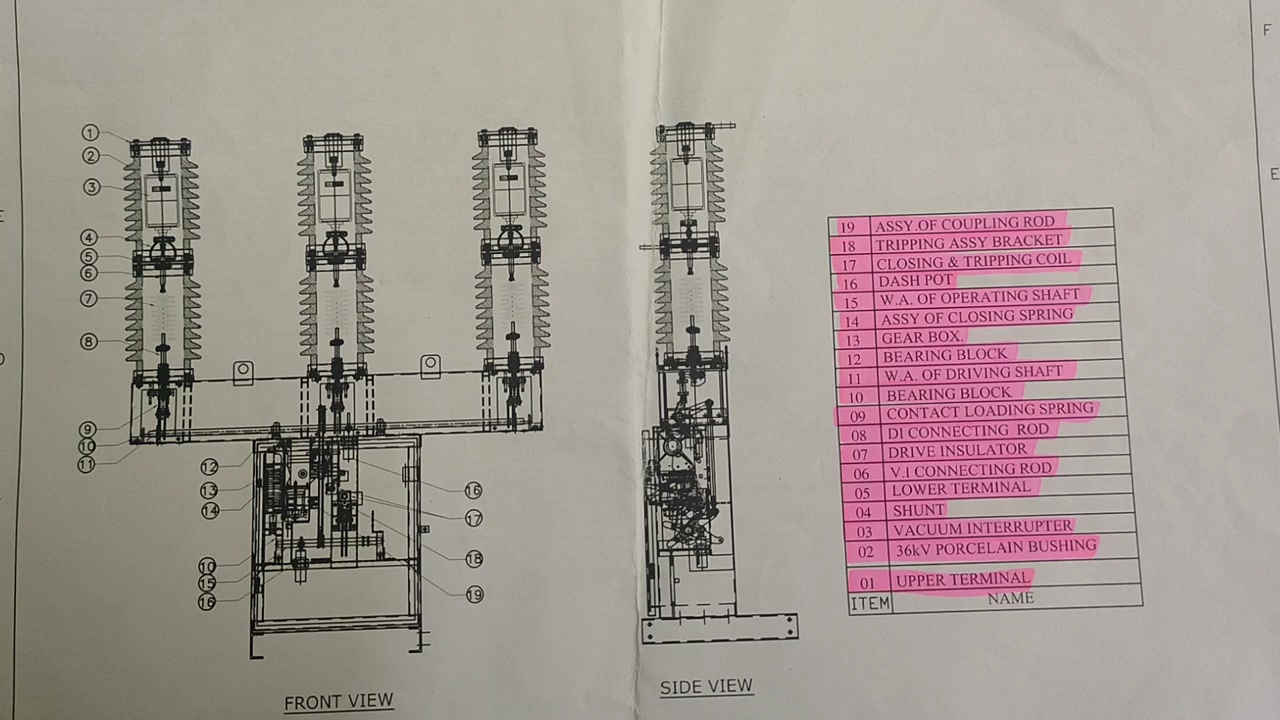 F
E
E
D
1
2
3
4
5
6
7
8
9
10
11
12
13
14
10
15
16
16
17
18
19
FRONT VIEW
SIDE VIEW
19 ASSY.OF COUPLING ROD
18 TRIPPING ASSY BRACKET
17 CLOSING & TRIPPING COIL
16 DASH POT
15 W.A. OF OPERATING SHAFT
14 ASSY OF CLOSING SPRING
13 GEAR BOX.
12 BEARING BLOCK
11 W.A. OF DRIVING SHAFT
10 BEARING BLOCK
09 CONTACT LOADING SPRING
08 DI CONNECTING ROD
07 DRIVE INSULATOR
06 V.I CONNECTING ROD
05 LOWER TERMINAL
04 SHUNT
03 VACUUM INTERRUPTER
02 36kV PORCELAIN BUSHING
01 UPPER TERMINAL
ITEM NAME